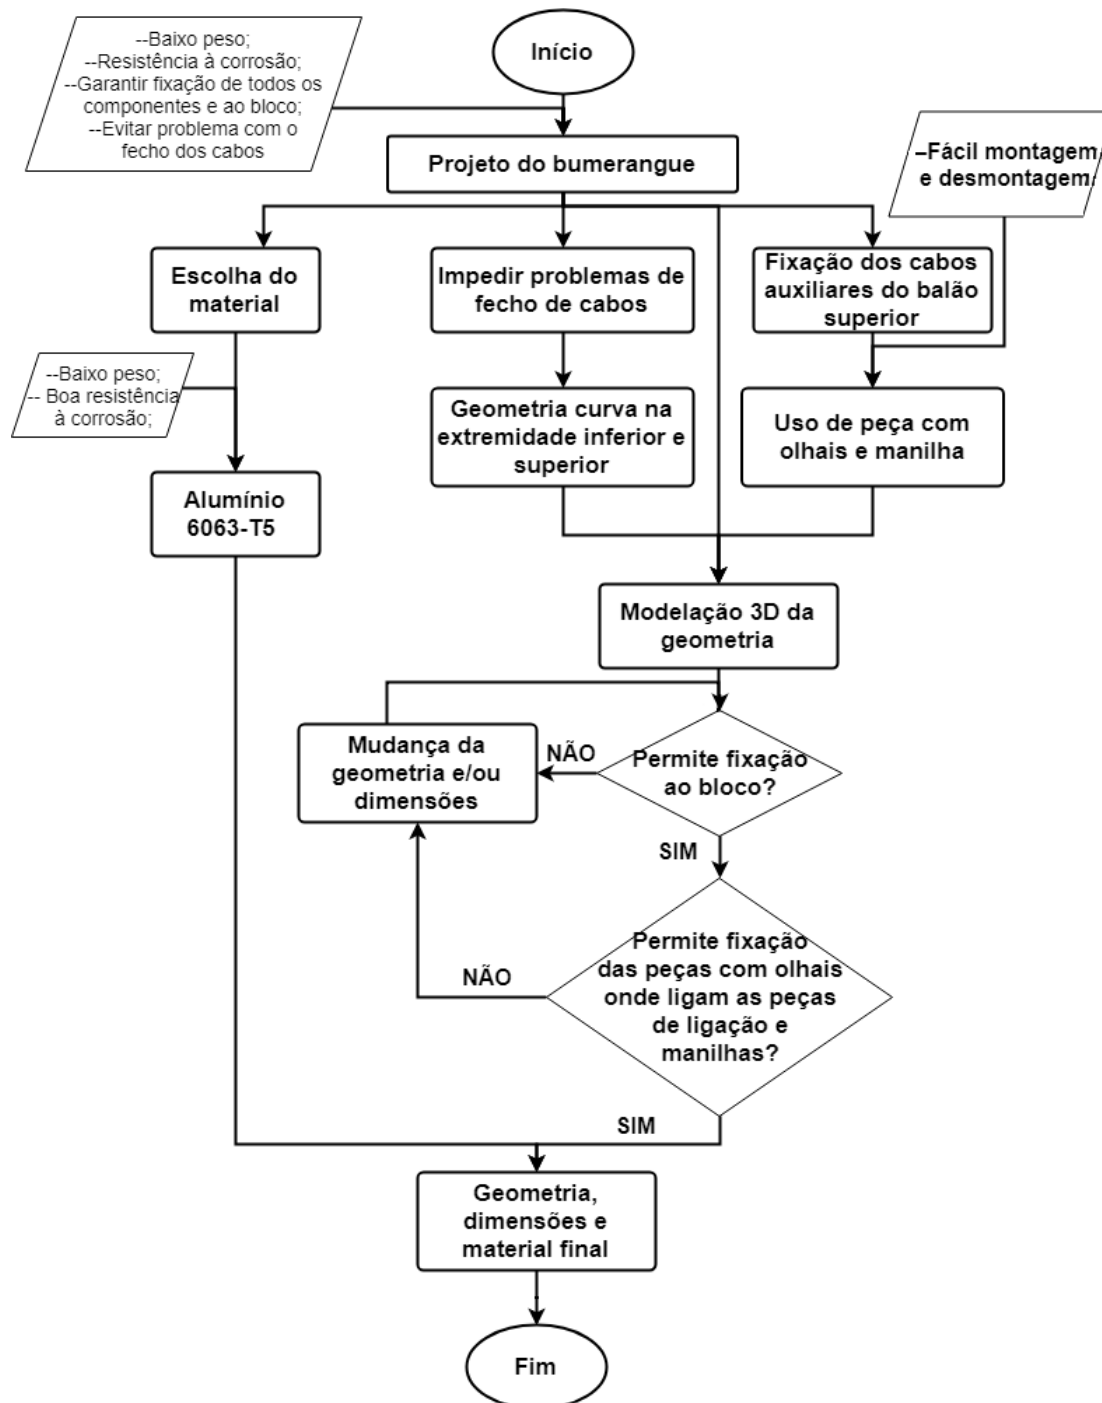 Início
--Baixo peso;
--Resistência à corrosão;
--Garantir fixação de todos os
componentes e ao bloco;
--Evitar problema com o
fecho dos cabos
Projeto do bumerangue
–Fácil montagem
e desmontagem;
Escolha do
material
Impedir problemas de
fecho de cabos
Fixação dos cabos
auxiliares do balão
superior
--Baixo peso;
-- Boa resistência
à corrosão;
Geometria curva na
extremidade inferior e
superior
Uso de peça com
olhais e manilha
Alumínio
6063-T5
Modelação 3D da
geometria
Mudança da
geometria e/ou
dimensões
NÃO
Permite fixação
ao bloco?
SIM
NÃO
Permite fixação
das peças com olhais
onde ligam as peças
de ligação e
manilhas?
SIM
Geometria,
dimensões e
material final
Fim